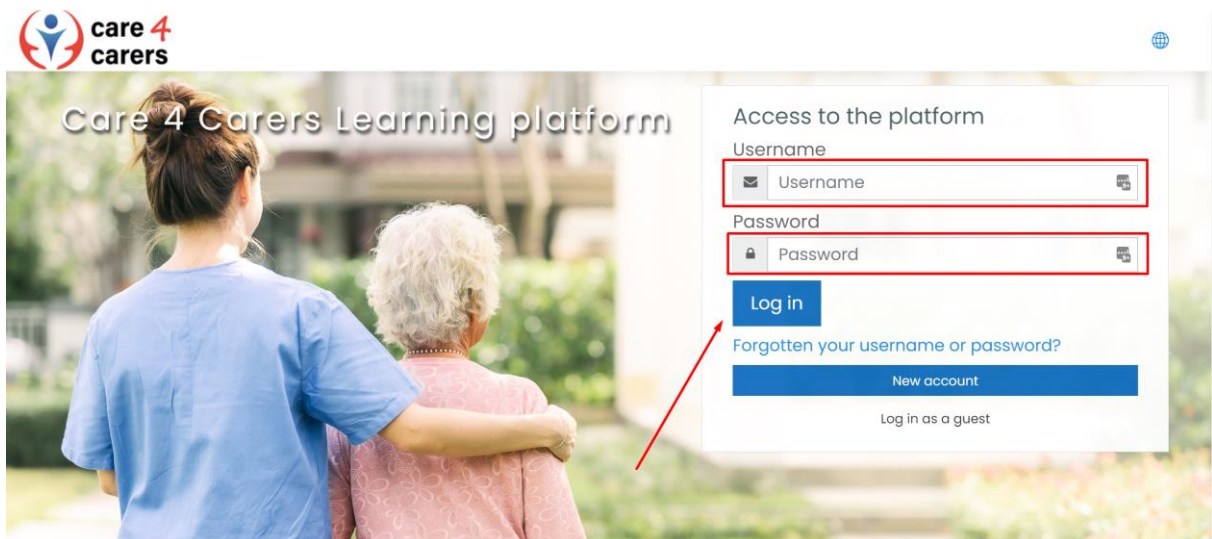 care 4
carers
Care 4 Carers Learning platform
Access to the platform
Username
Username
Password
Password
Log in
Forgotten your username or password?
New account
Log in as a guest